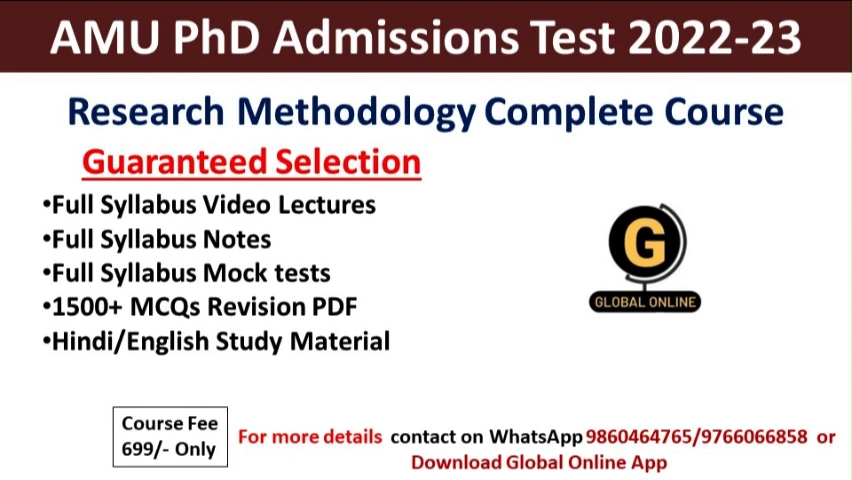 AMU PhD Admissions Test 2022-23
Research Methodology Complete Course
Guaranteed Selection
•Full Syllabus Video Lectures
•Full Syllabus Notes
•Full Syllabus Mock tests
•1500+ MCQs Revision PDF
•Hindi/English Study Material
G
GLOBAL ONLINE
Course Fee
699/- Only
For more details contact on WhatsApp 9860464765/9766066858 or
Download Global Online App